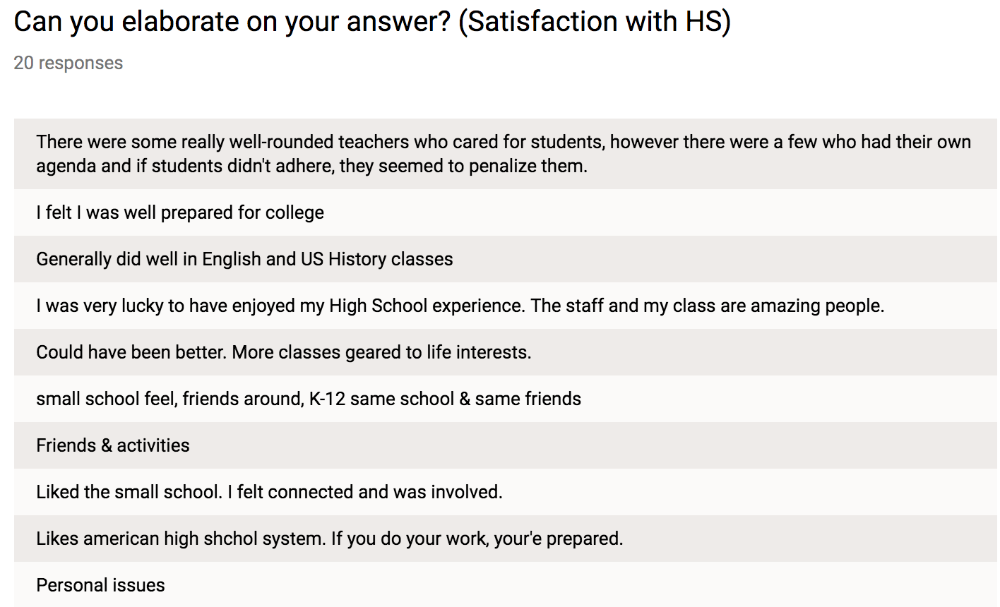 Can you elaborate on your answer? (Satisfaction with HS)
20 responses
There were some really well-rounded teachers who cared for students, however there were a few who had their own
agenda and if students didn't adhere, they seemed to penalize them.
I felt I was well prepared for college
Generally did well in English and US History classes
I was very lucky to have enjoyed my High School experience. The staff and my class are amazing people.
Could have been better. More classes geared to life interests.
small school feel, friends around, K-12 same school & same friends
Friends & activities
Liked the small school. I felt connected and was involved.
Likes american high shchol system. If you do your work, your'e prepared.
Personal issues